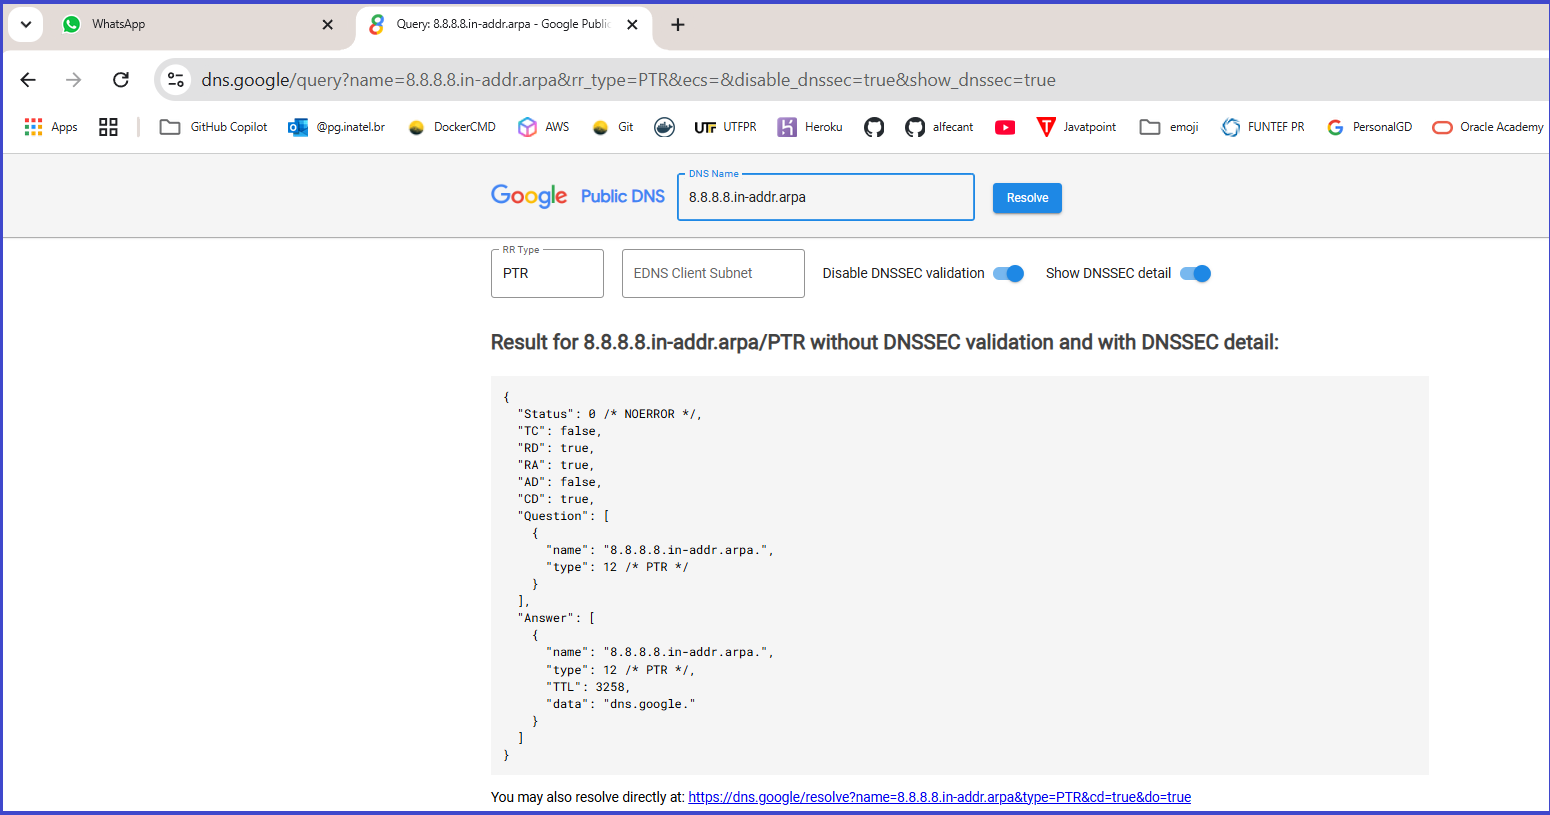 WhatsApp
Query: 8.8.8.8.in-addr.arpa - Google Public
dns.google/query?name=8.8.8.8.in-addr.arpa&rr_type=PTR&ecs=&disable_dnssec=true&show_dnssec=true
Apps GitHub Copilot @pg.inatel.br DockerCMD AWS Git UTF UTFPR Heroku alfecant Javatpoint emoji FUNTEF PR PersonalGD Oracle Academy
Google Public DNS
DNS Name
8.8.8.8.in-addr.arpa
Resolve
RR Type
PTR
EDNS Client Subnet
Disable DNSSEC validation
Show DNSSEC detail
Result for 8.8.8.8.in-addr.arpa/PTR without DNSSEC validation and with DNSSEC detail:
{
"Status": 0 /* NOERROR */,
"TC": false,
"RD": true,
"RA": true,
"AD": false,
"CD": true,
"Question": [
{
"name": "8.8.8.8.in-addr.arpa.",
"type": 12 /* PTR */
}
],
"Answer": [
{
"name": "8.8.8.8.in-addr.arpa.",
"type": 12 /* PTR */,
"TTL": 3258,
"data": "dns.google."
}
]
}
You may also resolve directly at: https://dns.google/resolve?name=8.8.8.8.in-addr.arpa&type=PTR&cd=true&do=true